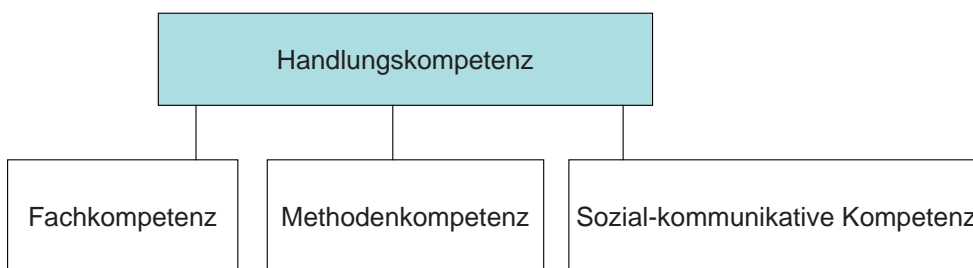 Handlungskompetenz
Fachkompetenz
Methodenkompetenz
Sozial-kommunikative Kompetenz